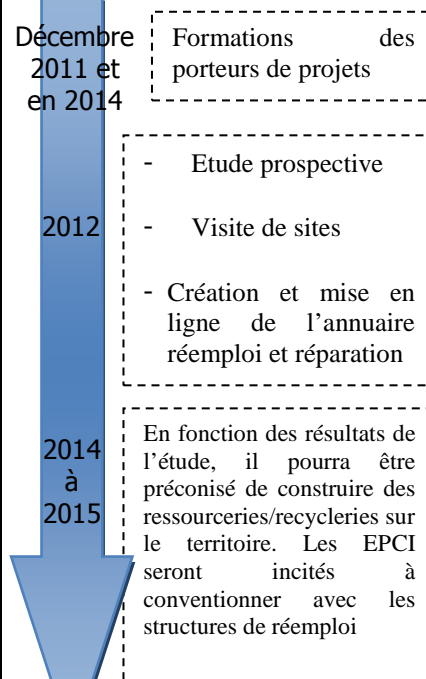 Décembre
2011 et
en 2014
Formations des
porteurs de projets
2012
- Etude prospective
- Visite de sites
- Création et mise en
ligne de l'annuaire
réemploi et réparation
2014
à
2015
En fonction des résultats de
l'étude, il pourra être
préconisé de construire des
ressourceries/recycleries sur
le territoire. Les EPCI
seront incités à
conventionner avec les
structures de réemploi